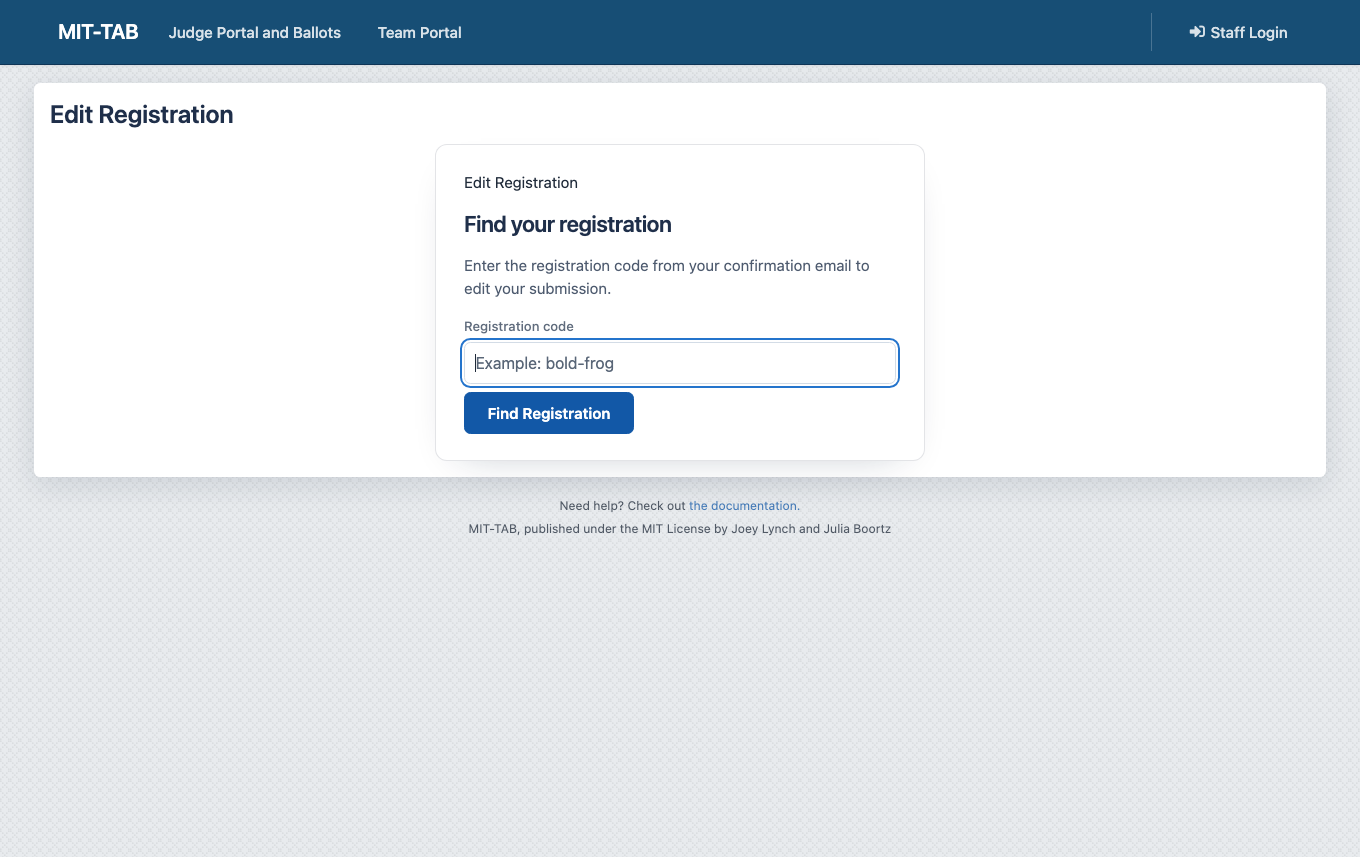 MIT-TAB
Judge Portal and Ballots
Team Portal
Staff Login
Edit Registration
Edit Registration
Find your registration
Enter the registration code from your confirmation email to
edit your submission.
Registration code
Example: bold-frog
Find Registration
Need help? Check out the documentation.
MIT-TAB, published under the MIT License by Joey Lynch and Julia Boortz